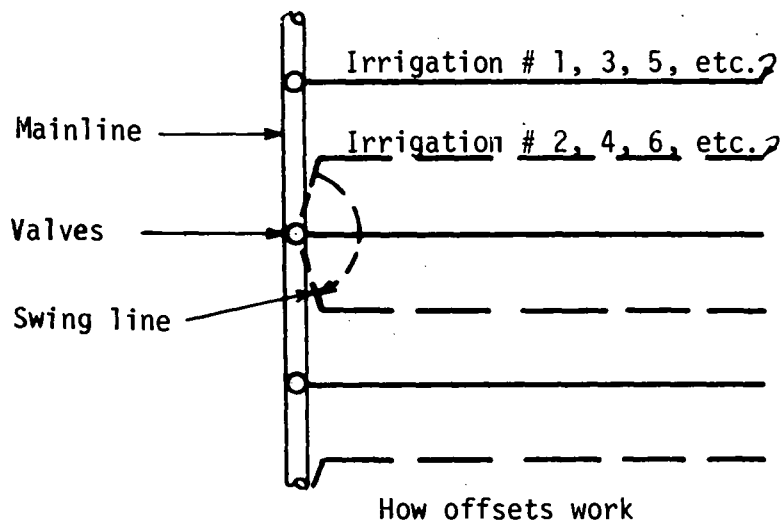 Irrigation # 1, 3, 5, etc.
Mainline
Irrigation # 2, 4, 6, etc.
Valves
Swing line
How offsets work